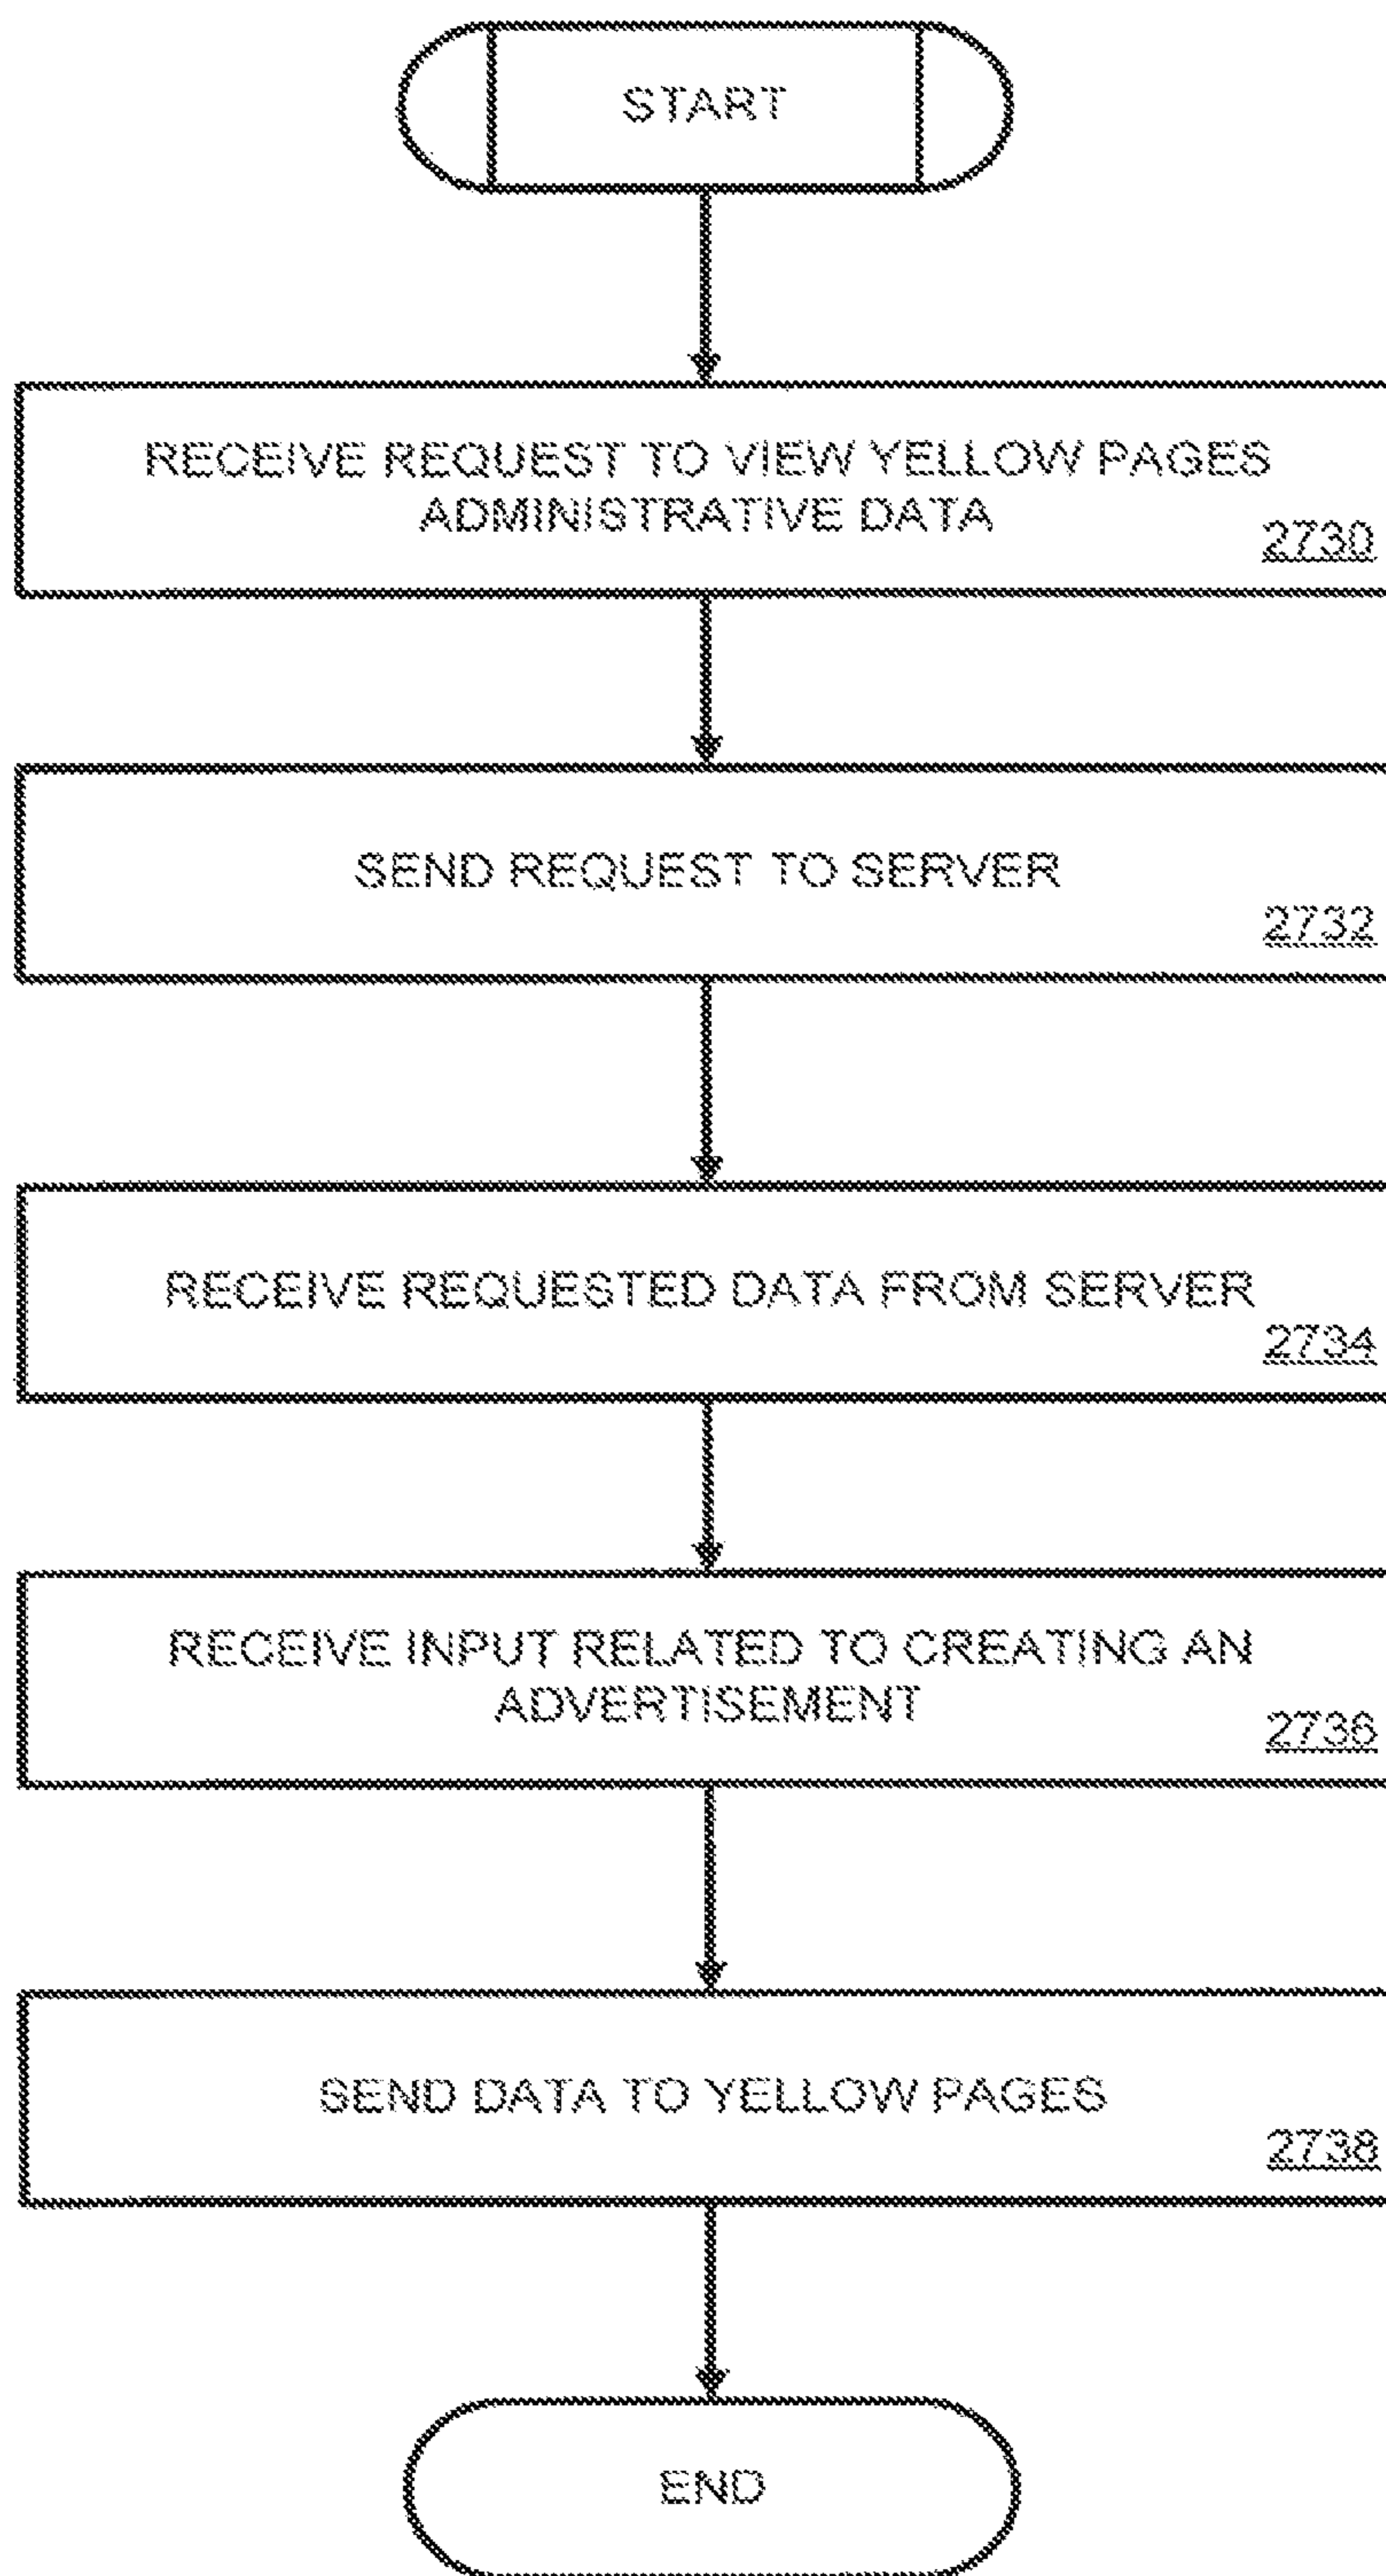 START
RECEIVE REQUEST TO VIEW YELLOW PAGES
ADMINISTRATIVE DATA
2730
SEND REQUEST TO SERVER
2732
RECEIVE REQUESTED DATA FROM SERVER
2734
RECEIVE INPUT RELATED TO CREATING AN
ADVERTISEMENT
2736
SEND DATA TO YELLOW PAGES
2738
END